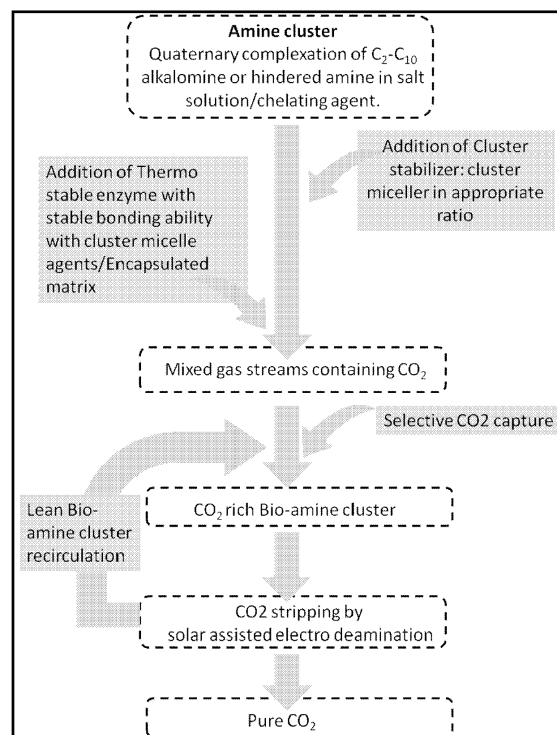 Amine cluster
Quaternary complexation of C₂-C₁₀
alkalomine or hindered amine in salt
solution/chelating agent.
Addition of Cluster
stabilizer: cluster
miceller in appropriate
ratio
Addition of Thermo
stable enzyme with
stable bonding ability
with cluster micelle
agents/Encapsulated
matrix
Mixed gas streams containing CO₂
Selective CO2 capture
Lean Bio-
amine cluster
recirculation
CO₂ rich Bio-amine cluster
CO2 stripping by
solar assisted electro deamination
Pure CO₂